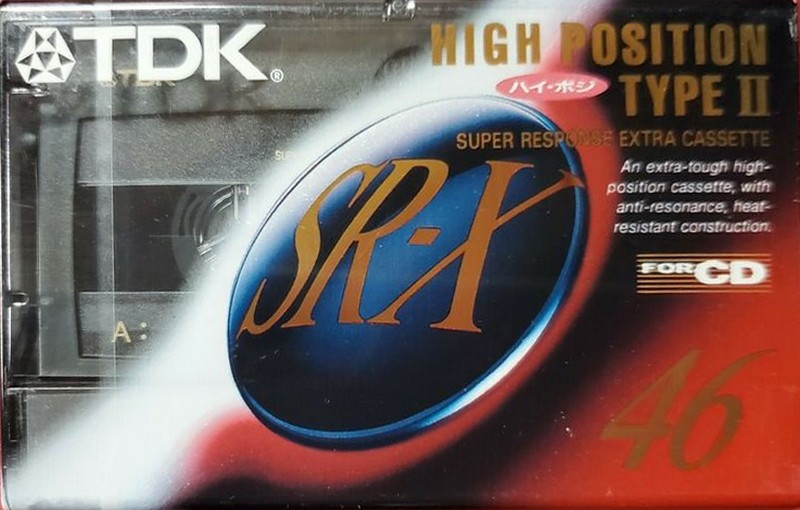 TDK®
HIGH POSITION
ハイ・ポジ TYPE II
SUPER RESPONSE EXTRA CASSETTE
SR-X
An extra-tough high-
position cassette, with
anti-resonance, heat-
resistant construction.
FOR CD
A:
46